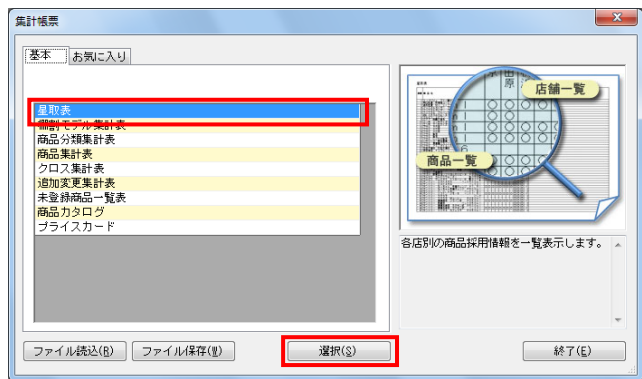 集計帳票
基本 お気に入り
星取表
棚割モデル集計表
商品分類集計表
商品集計表
クロス集計表
追加変更集計表
未登録商品一覧表
商品カタログ
プライスカード
店舗一覧
商品一覧
各店別の商品採用情報を一覧表示します。
ファイル読込(R) ファイル保存(W) 選択(S) 終了(E)